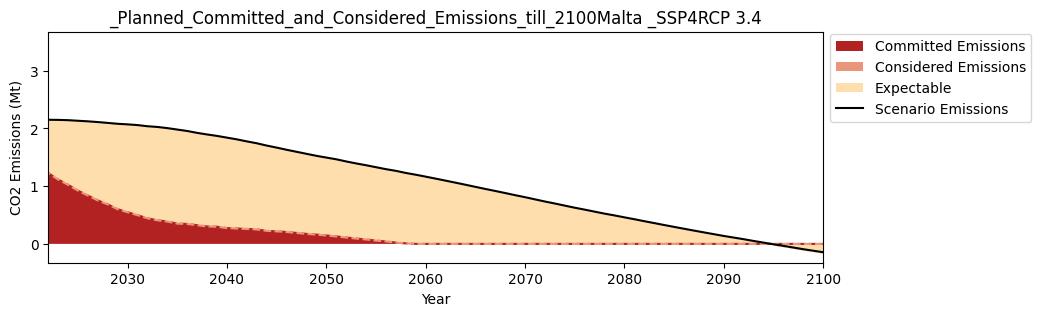 _Planned_Committed_and_Considered_Emissions_till_2100Malta _SSP4RCP 3.4
Committed Emissions
Considered Emissions
Expectable
Scenario Emissions
CO2 Emissions (Mt)
3
2
1
0
2030 2040 2050 2060 2070 2080 2090 2100
Year